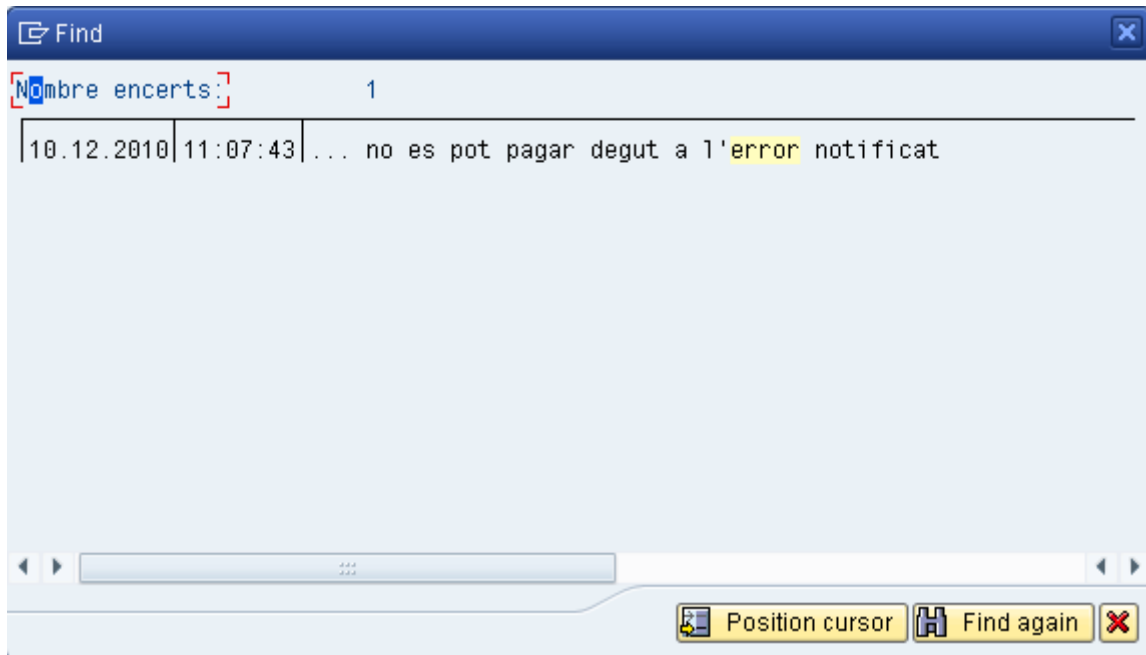 Find
Nombre encerts: 1
10.12.2010 11:07:43 ... no es pot pagar degut a l'error notificat
Position cursor Find again